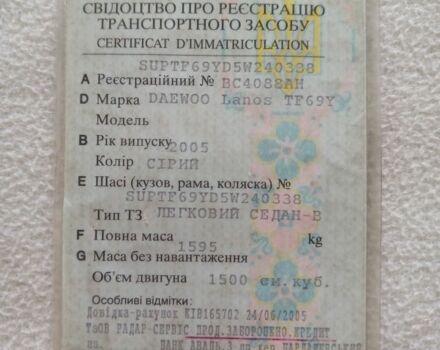 СВІДОЦТВО ПРО РЕЄСТРАЦІЮ
ТРАНСПОРТНОГО ЗАСОБУ
CERTIFICAT D'IMMATRICULATION
SUPTF69YD5W240338
A Реєстраційний № ВС4088АН
D Марка DAEWOO Lanos TF69Y
Модель
B Рік випуску 2005
Колір СІРИЙ
E Шасі (кузов, рама, коляска) №
SUPTF69YD5W240338
Тип ТЗ ЛЕГКОВИЙ СЕДАН-В
F Повна маса 1595 kg
G Маса без навантаження
Об'єм двигуна 1500 см.куб.
Особливі відмітки:
Довідка-рахунок КІВ165702 24/06/2005
ТзОВ РАДАР-СЕРВІС ПРОД.ЗАБОРОНЕНО.КРЕДИТ
БАНК АВАЛЬ